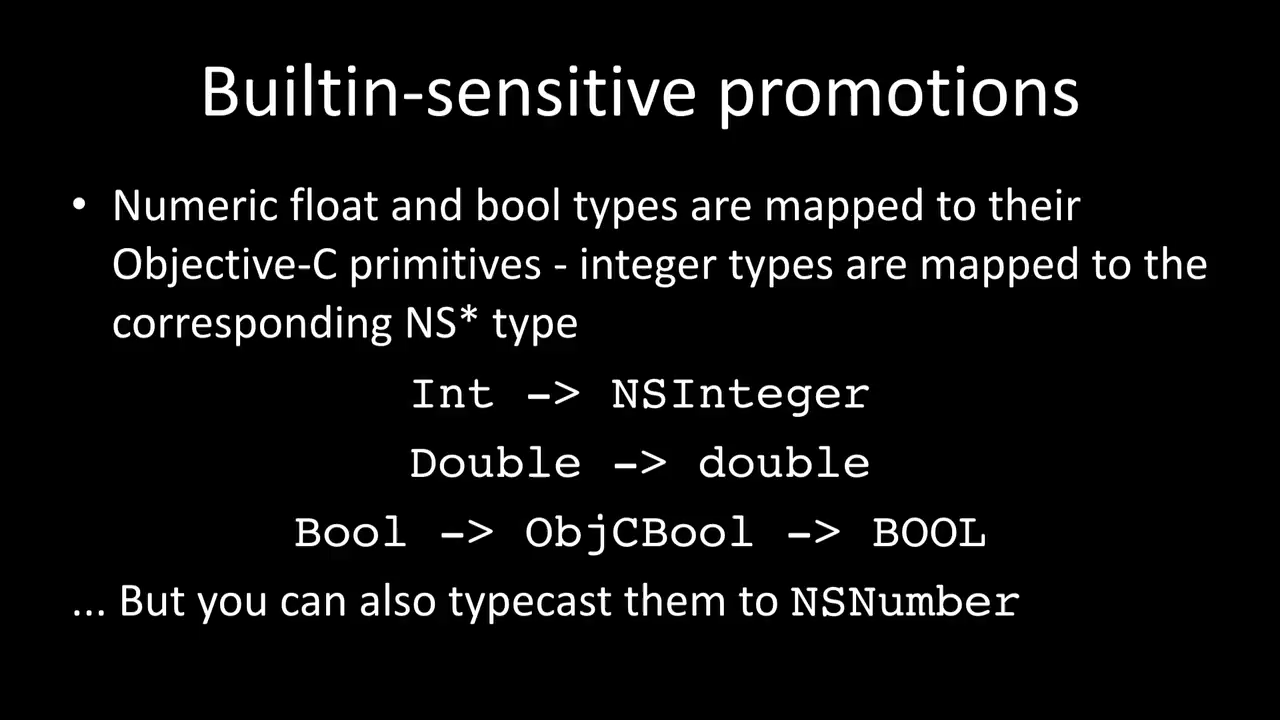 Builtin-sensitive promotions
• Numeric float and bool types are mapped to their
Objective-C primitives - integer types are mapped to the
corresponding NS* type
Int -> NSInteger
Double -> double
Bool -> ObjCBool -> BOOL
... But you can also typecast them to NSNumber